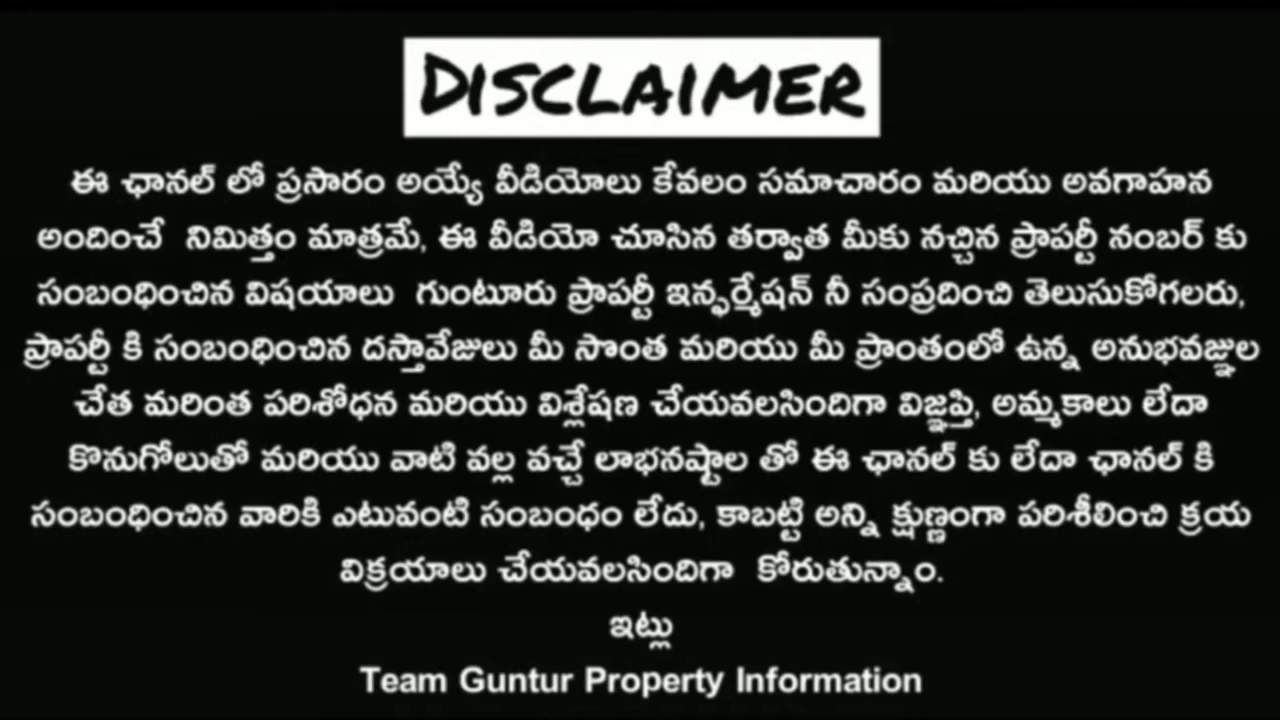 DISCLAIMER
ఈ ఛానల్ లో ప్రసారం అయ్యే వీడియోలు కేవలం సమాచారం మరియు అవగాహన
అందించే నిమిత్తం మాత్రమే, ఈ వీడియో చూసిన తర్వాత మీకు నచ్చిన ప్రాపర్టీ నంబర్ కు
సంబంధించిన విషయాలు గుంటూరు ప్రాపర్టీ ఇన్ఫర్మేషన్ నీ సంప్రదించి తెలుసుకోగలరు,
ప్రాపర్టీ కి సంబంధించిన దస్తావేజులు మీ సొంత మరియు మీ ప్రాంతంలో ఉన్న అనుభవజ్ఞుల
చేత మరింత పరిశోధన మరియు విశ్లేషణ చేయవలసిందిగా విజ్ఞప్తి, అమ్మకాలు లేదా
కొనుగోలుతో మరియు వాటి వల్ల వచ్చే లాభనష్టాల తో ఈ ఛానల్ కు లేదా ఛానల్ కి
సంబంధించిన వారికి ఎటువంటి సంబంధం లేదు, కాబట్టి అన్ని క్షుణ్ణంగా పరిశీలించి క్రయ
విక్రయాలు చేయవలసిందిగా కోరుతున్నాం.
ఇట్లు
Team Guntur Property Information